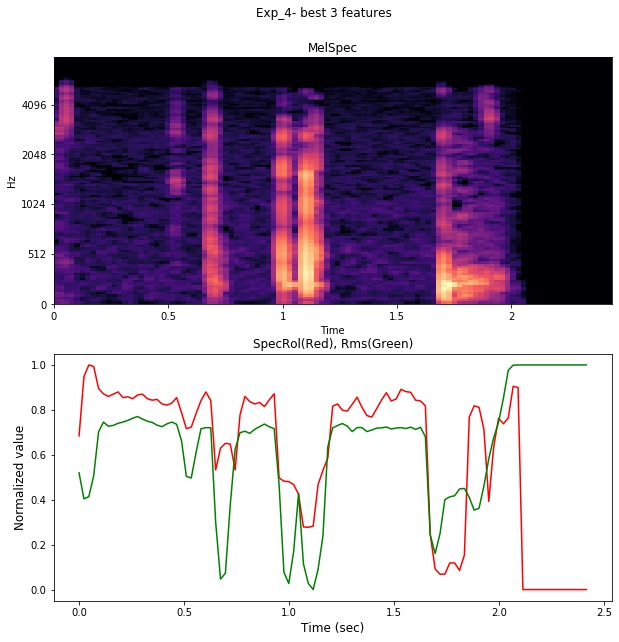 Exp_4- best 3 features
MelSpec
Hz
4096
2048
1024
512
0
0 0.5 1 1.5 2
Time
SpecRol(Red), Rms(Green)
Normalized value
1.0
0.8
0.6
0.4
0.2
0.0
0.0 0.5 1.0 1.5 2.0 2.5
Time (sec)